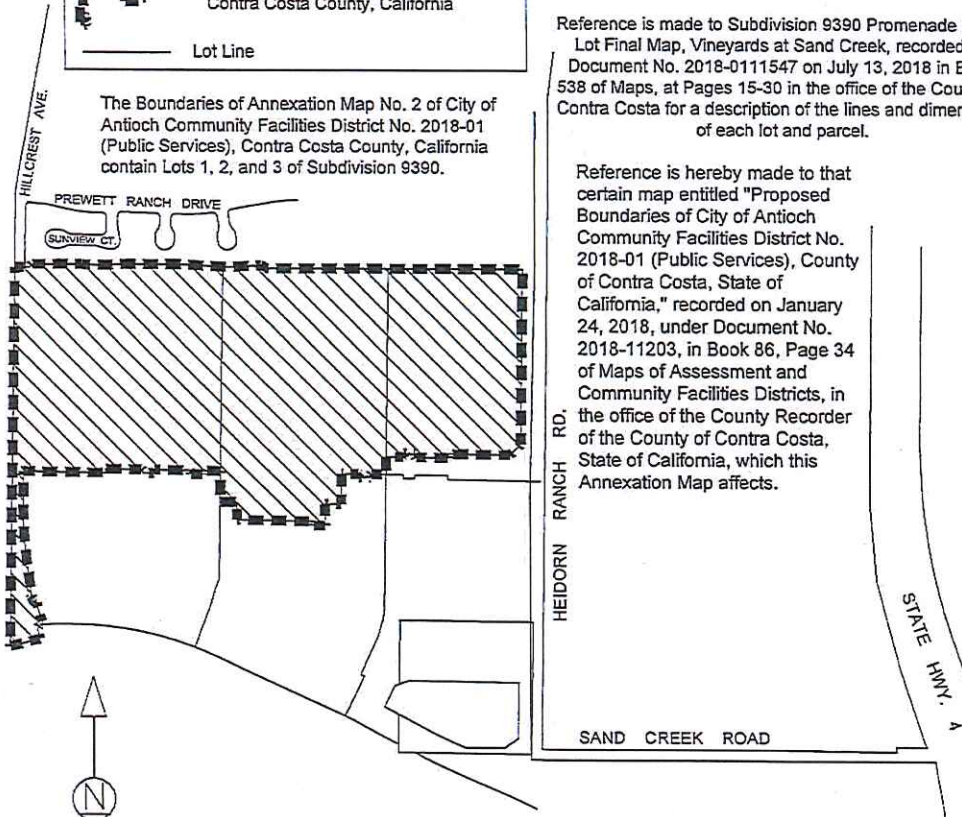 Contra Costa County, California
Lot Line
Reference is made to Subdivision 9390 Promenade
Lot Final Map, Vineyards at Sand Creek, recorded
Document No. 2018-0111547 on July 13, 2018 in
538 of Maps, at Pages 15-30 in the office of the
Contra Costa for a description of the lines and
of each lot and parcel.
The Boundaries of Annexation Map No. 2 of City of
Antioch Community Facilities District No. 2018-01
(Public Services), Contra Costa County, California
contain Lots 1, 2, and 3 of Subdivision 9390.
Reference is hereby made to that
certain map entitled "Proposed
Boundaries of City of Antioch
Community Facilities District No.
2018-01 (Public Services), County
of Contra Costa, State of
California," recorded on January
24, 2018, under Document No.
2018-11203, in Book 86, Page 34
of Maps of Assessment and
Community Facilities Districts, in
the office of the County Recorder
of the County of Contra Costa,
State of California, which this
Annexation Map affects.
HILLCREST AVE.
PREWETT RANCH DRIVE
SUNVIEW CT.
HEIDORN RANCH RD.
STATE HWY. 4
SAND CREEK ROAD
N